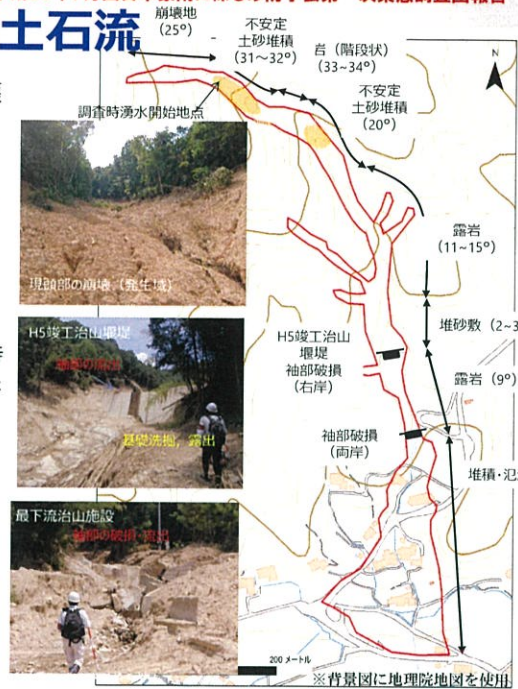 土石流
崩壊地
(25°)
不安定
土砂堆積
(31～32°)
岩（階段状）
(33~34°)
不安定
土砂堆積
(20°)
N
調査時湧水開始地点
源頭部の崩壊（発生域）
露岩
(11~15°)
堆砂敷
H5竣工治山
堰堤
袖部破損
(右岸)
露岩 (9°)
袖部破損
(両岸)
堆積・氾
H5竣工治山堰堤
基礎洗掘，露出
最下流治山施設
200 メートル
※背景図に地理院地図を使用